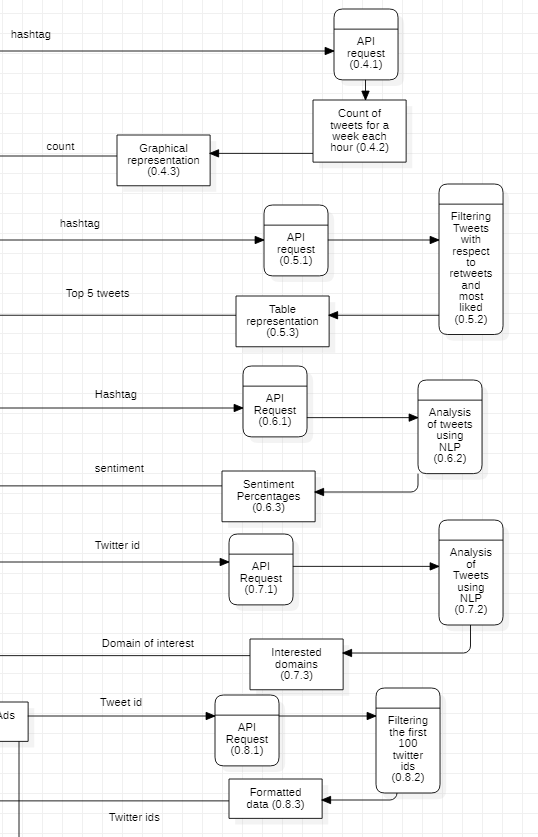 hashtag
API
request
(0.4.1)
Count of
tweets for a
week each
hour (0.4.2)
count
Graphical
representation
(0.4.3)
hashtag
API
request
(0.5.1)
Filtering
Tweets
with
respect
to
retweets
and
most
liked
(0.5.2)
Top 5 tweets
Table
representation
(0.5.3)
Hashtag
API
Request
(0.6.1)
Analysis
of tweets
using
NLP
(0.6.2)
sentiment
Sentiment
Percentages
(0.6.3)
Twitter id
API
Request
(0.7.1)
Analysis
of
Tweets
using
NLP
(0.7.2)
Domain of interest
Interested
domains
(0.7.3)
Ads
Tweet id
API
Request
(0.8.1)
Filtering
the first
100
twitter
ids
(0.8.2)
Formatted
data (0.8.3)
Twitter ids